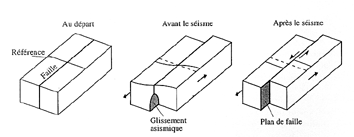 Au départ
Avant le séisme
Après le séisme
Référence
Faille
Glissement
asismique
Plan de faille